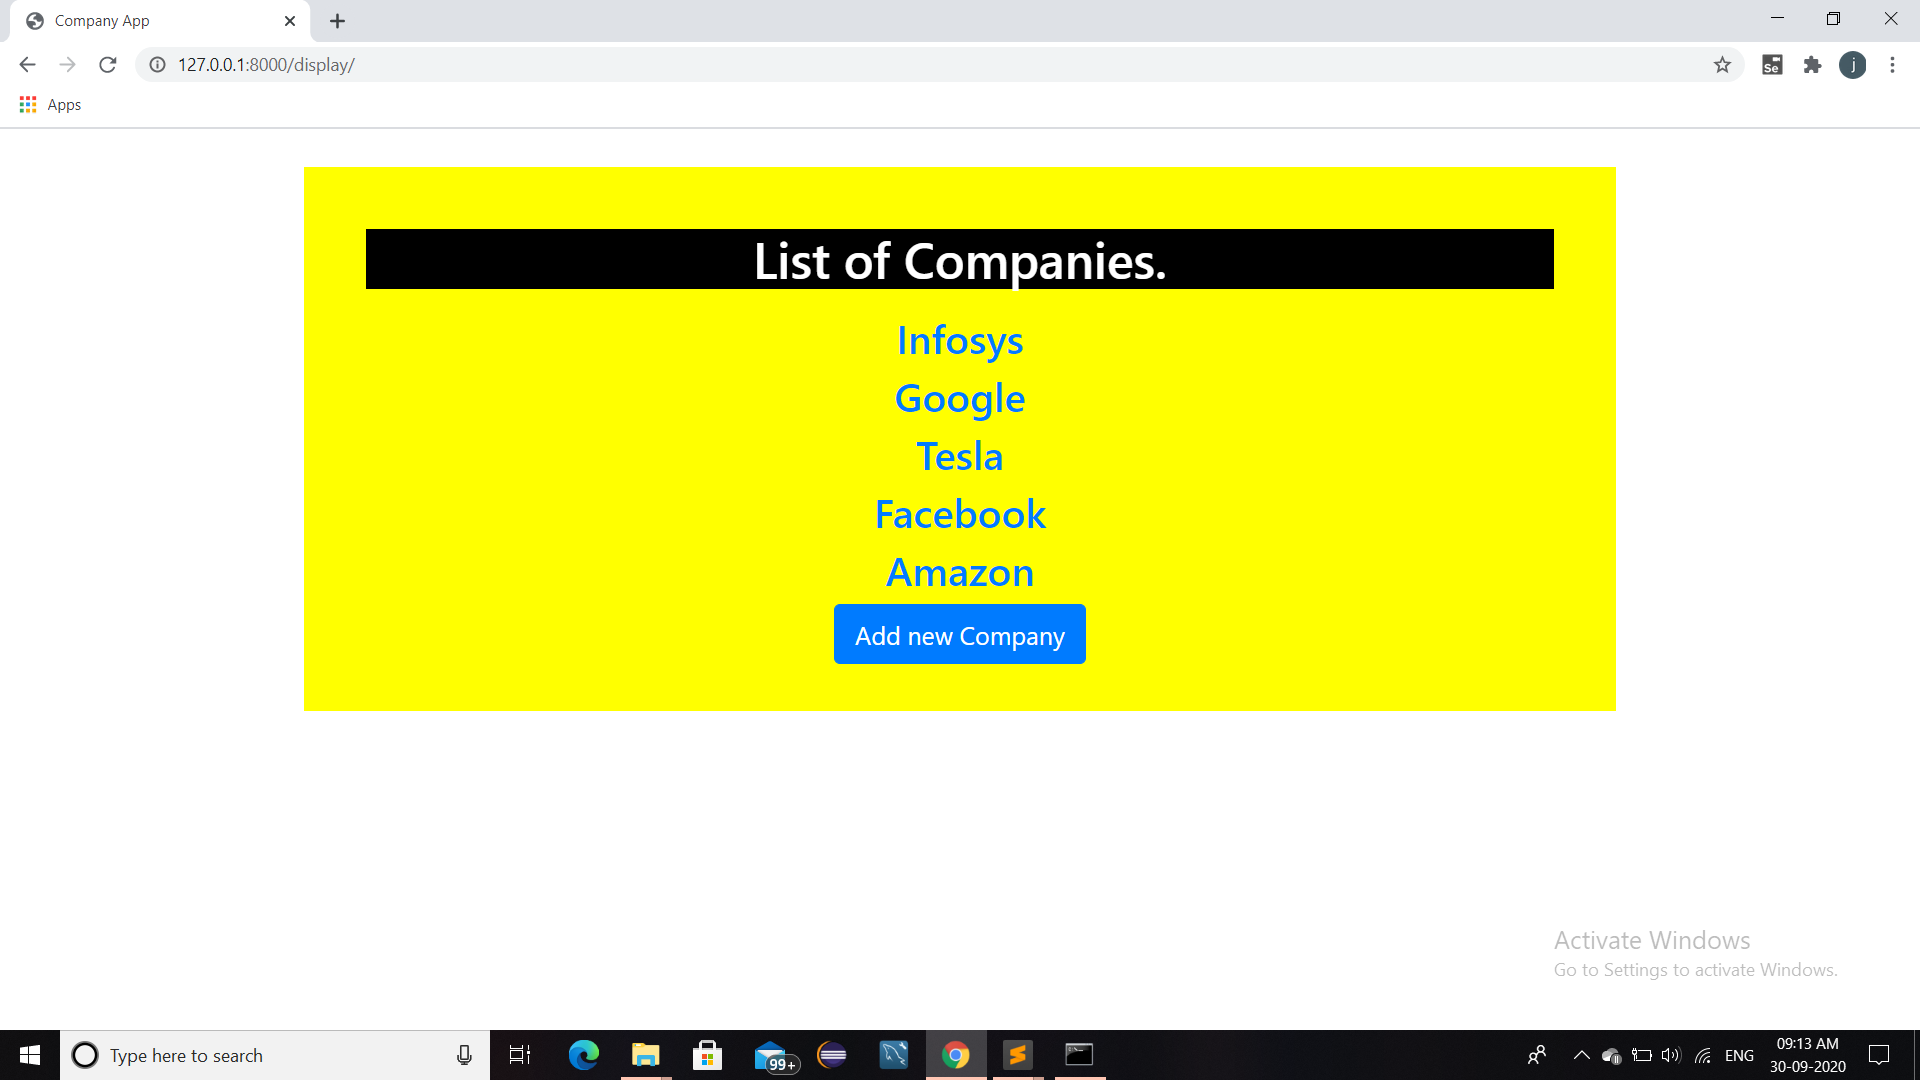 Company App
127.0.0.1:8000/display/
Se
j
Apps
List of Companies.
Infosys
Google
Tesla
Facebook
Amazon
Add new Company
Activate Windows
Go to Settings to activate Windows.
Type here to search
99+
ENG
09:13 AM
30-09-2020